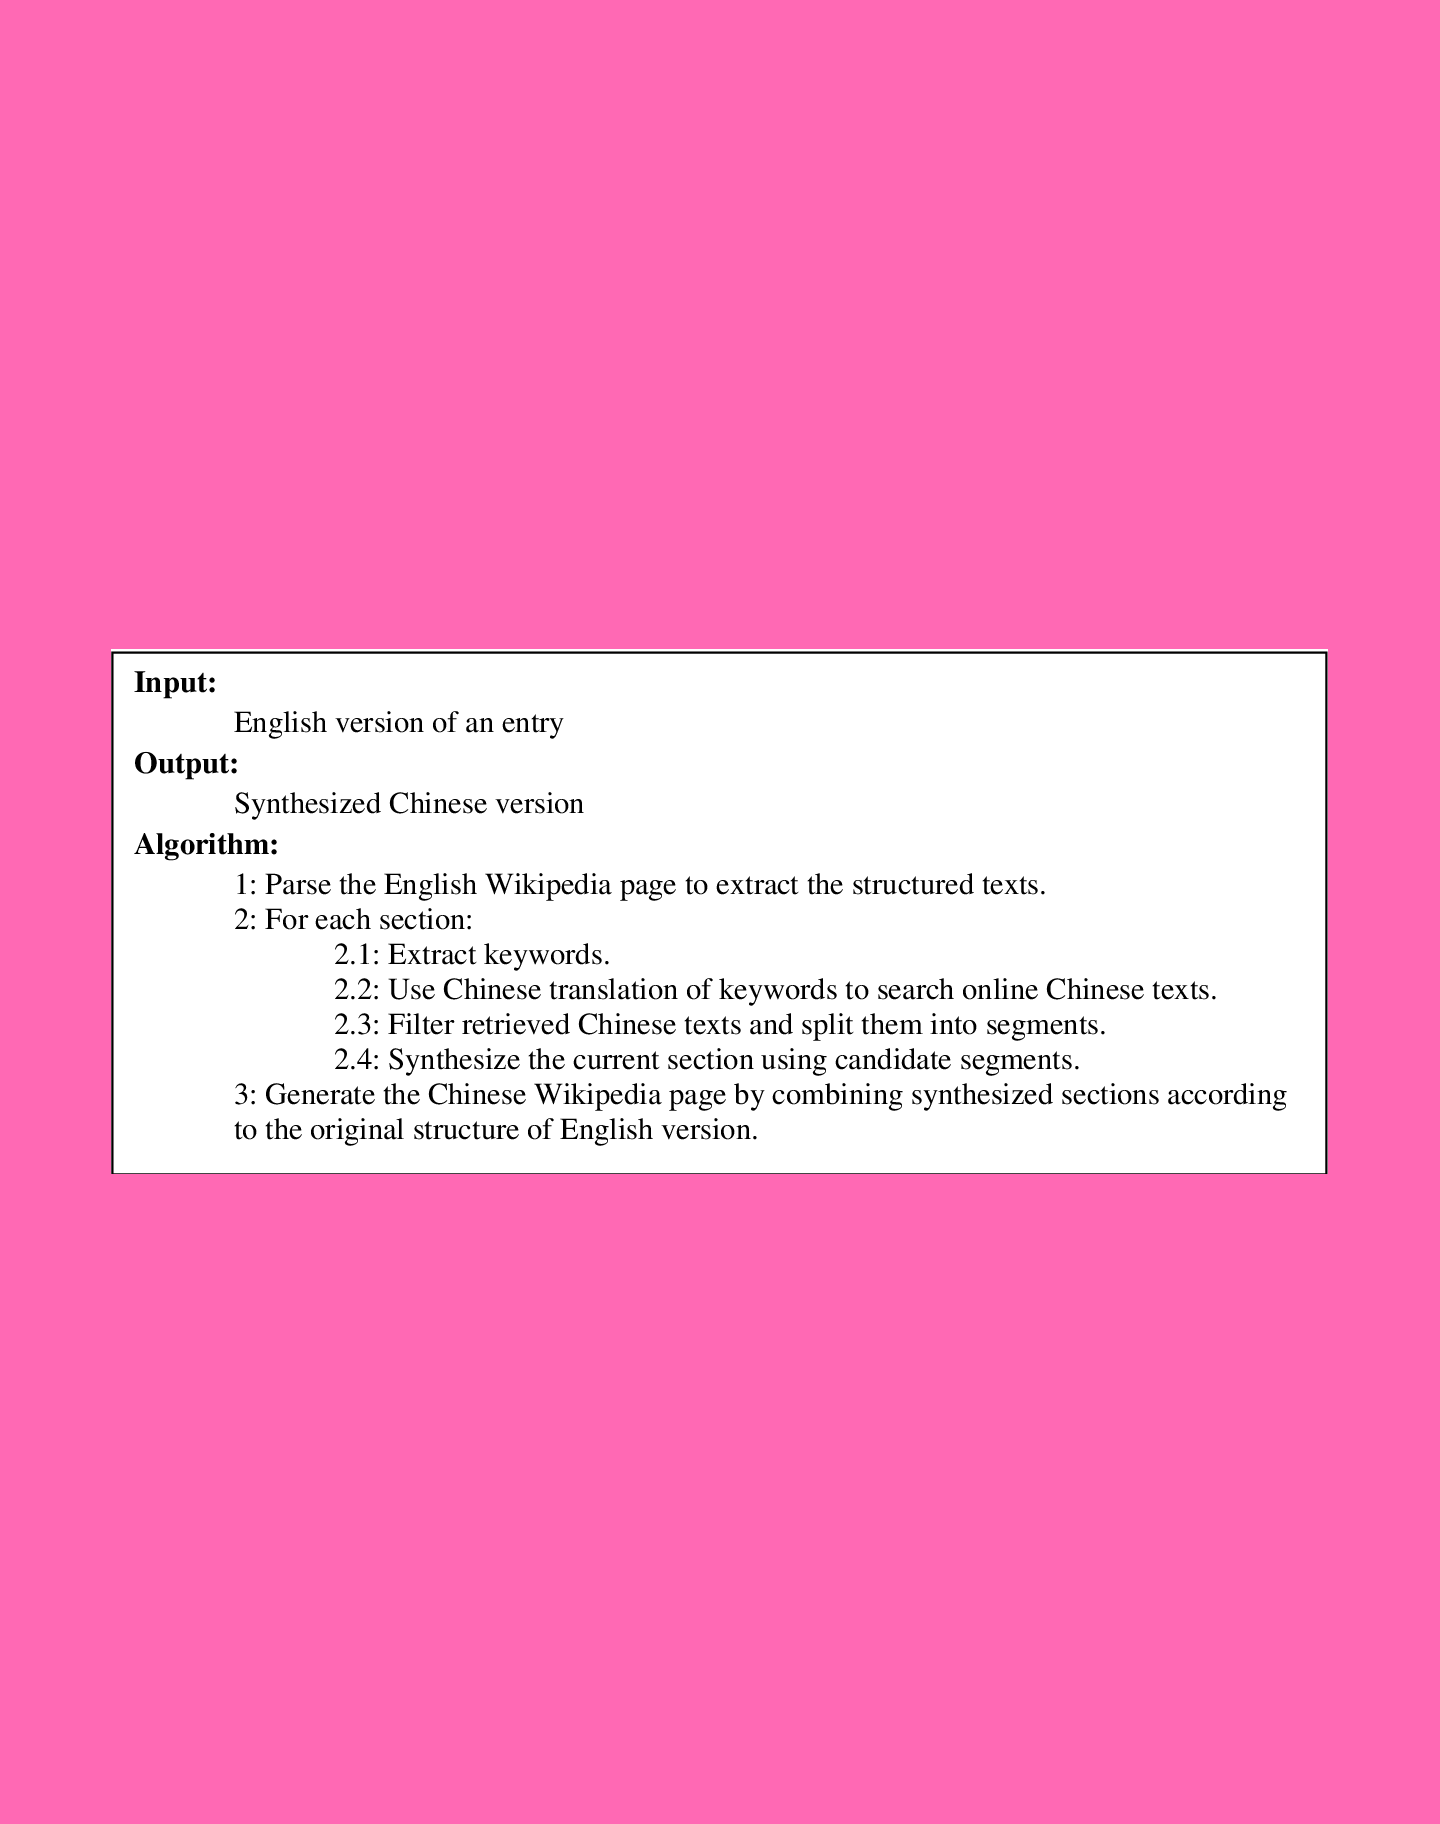 Input:
English version of an entry
Output:
Synthesized Chinese version
Algorithm:
1: Parse the English Wikipedia page to extract the structured texts.
2: For each section:
2.1: Extract keywords.
2.2: Use Chinese translation of keywords to search online Chinese texts.
2.3: Filter retrieved Chinese texts and split them into segments.
2.4: Synthesize the current section using candidate segments.
3: Generate the Chinese Wikipedia page by combining synthesized sections according
to the original structure of English version.